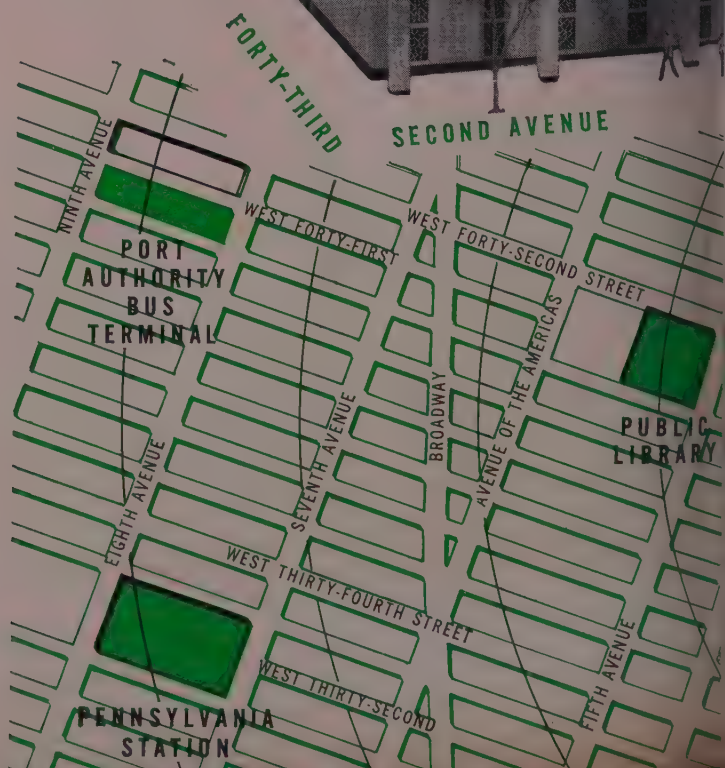 FORTY-THIRD
SECOND AVENUE
NINTH AVENUE
WEST FORTY-FIRST
WEST FORTY-SECOND STREET
PORT
AUTHORITY
BUS
TERMINAL
BROADWAY
AVENUE OF THE AMERICAS
SEVENTH AVENUE
PUBLIC
LIBRARY
EIGHTH AVENUE
WEST THIRTY-FOURTH STREET
FIFTH AVENUE
WEST THIRTY-SECOND
PENNSYLVANIA
STATION